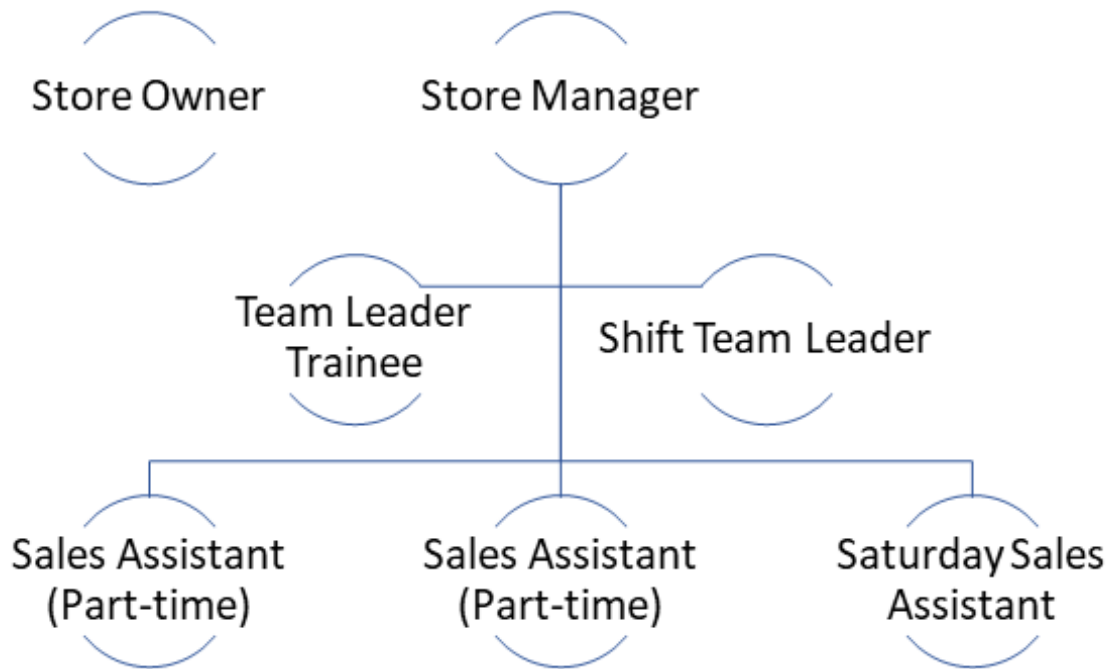 Store Owner
Store Manager
Team Leader
Trainee
Shift Team Leader
Sales Assistant
(Part-time)
Sales Assistant
(Part-time)
Saturday Sales
Assistant